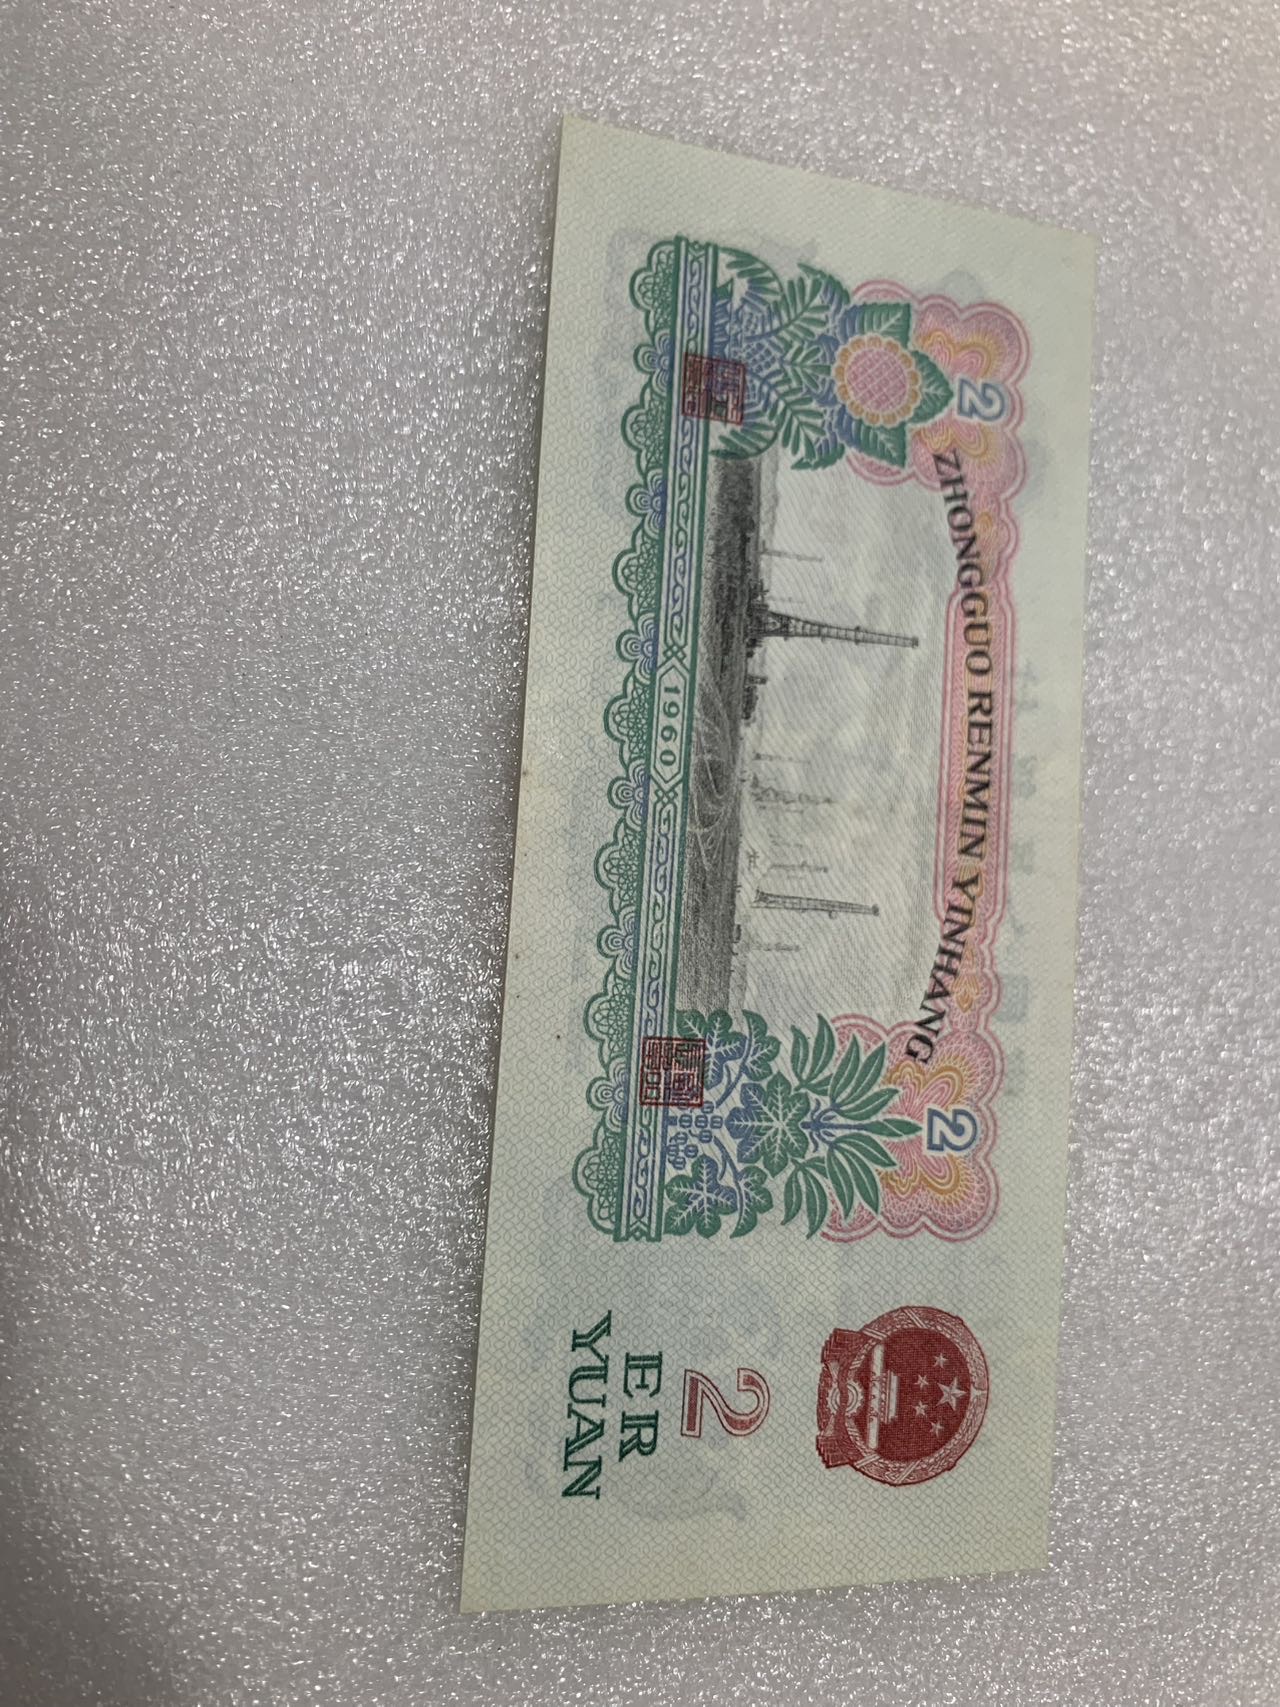 2
ZHONGGUO RENMIN YINHANG
2
1960
2
ER
YUAN